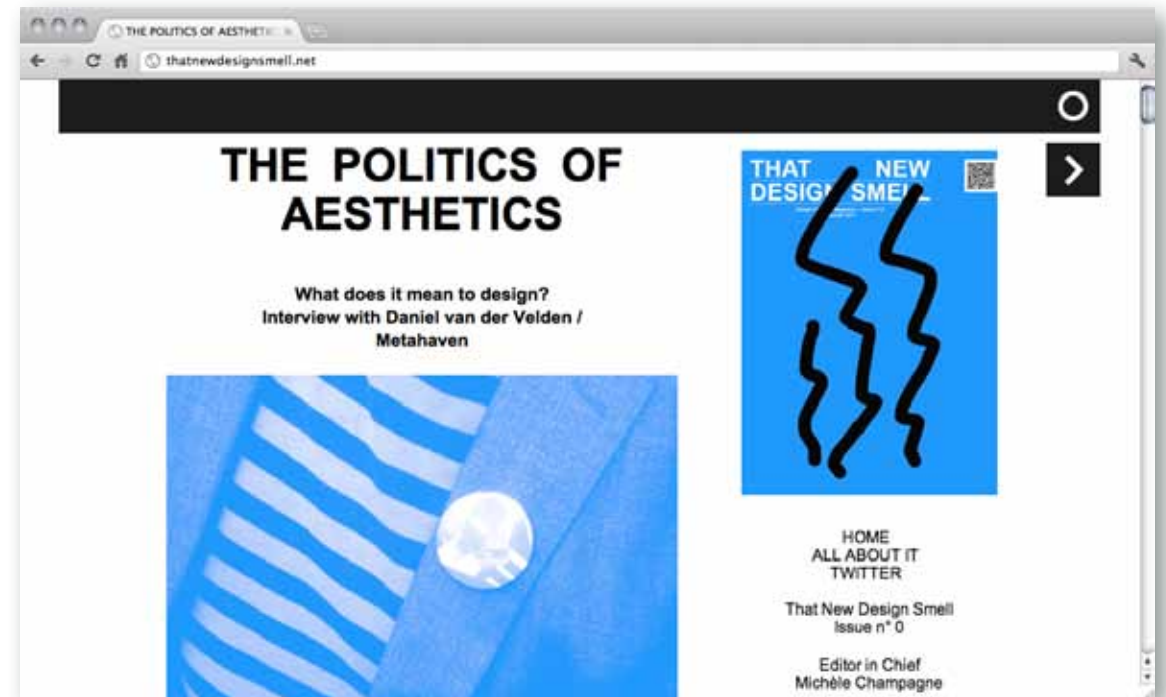 THE POLITICS OF AESTHETIC
thatnewdesignsmell.net
THE POLITICS OF
AESTHETICS
What does it mean to design?
Interview with Daniel van der Velden /
Metahaven
THAT NEW
DESIGN SMELL
HOME
ALL ABOUT IT
TWITTER
That New Design Smell
Issue n° 0
Editor in Chief
Michèle Champagne